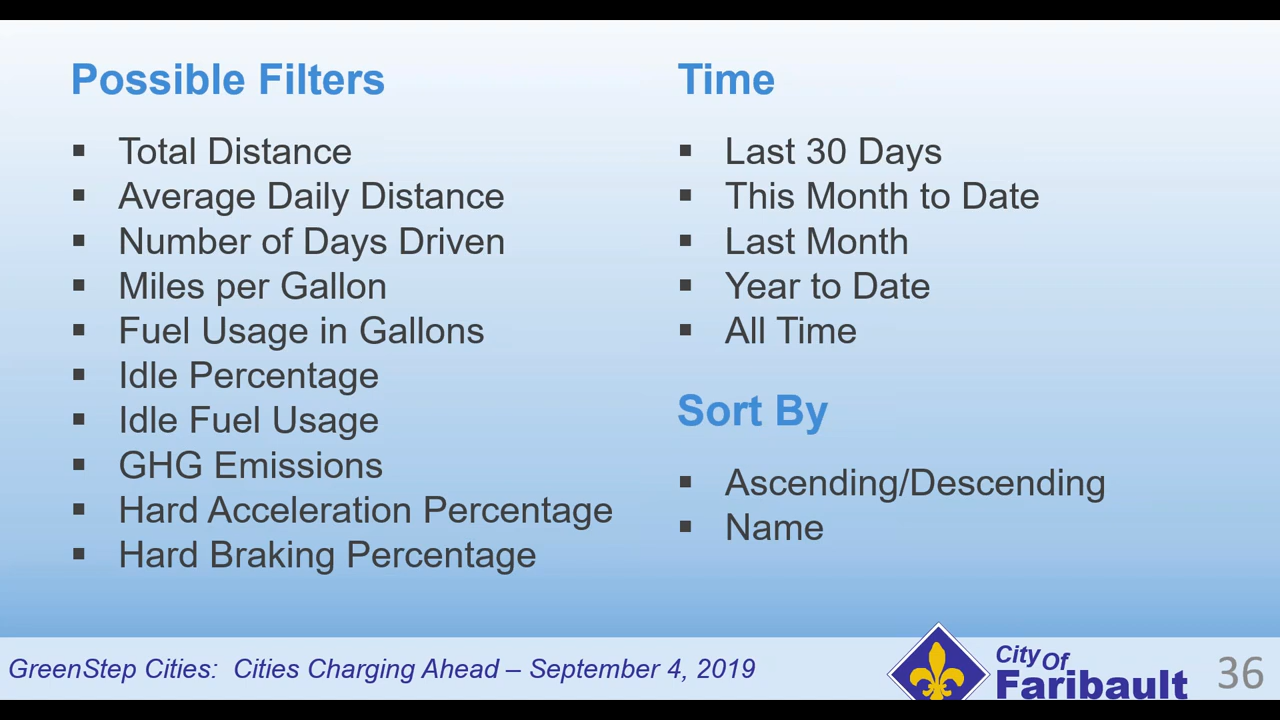 Possible Filters
Total Distance
Average Daily Distance
Number of Days Driven
Miles per Gallon
Fuel Usage in Gallons
Idle Percentage
Idle Fuel Usage
GHG Emissions
Hard Acceleration Percentage
Hard Braking Percentage
Time
Last 30 Days
This Month to Date
Last Month
Year to Date
All Time
Sort By
Ascending/Descending
Name
GreenStep Cities: Cities Charging Ahead – September 4, 2019
City Of
Faribault
36